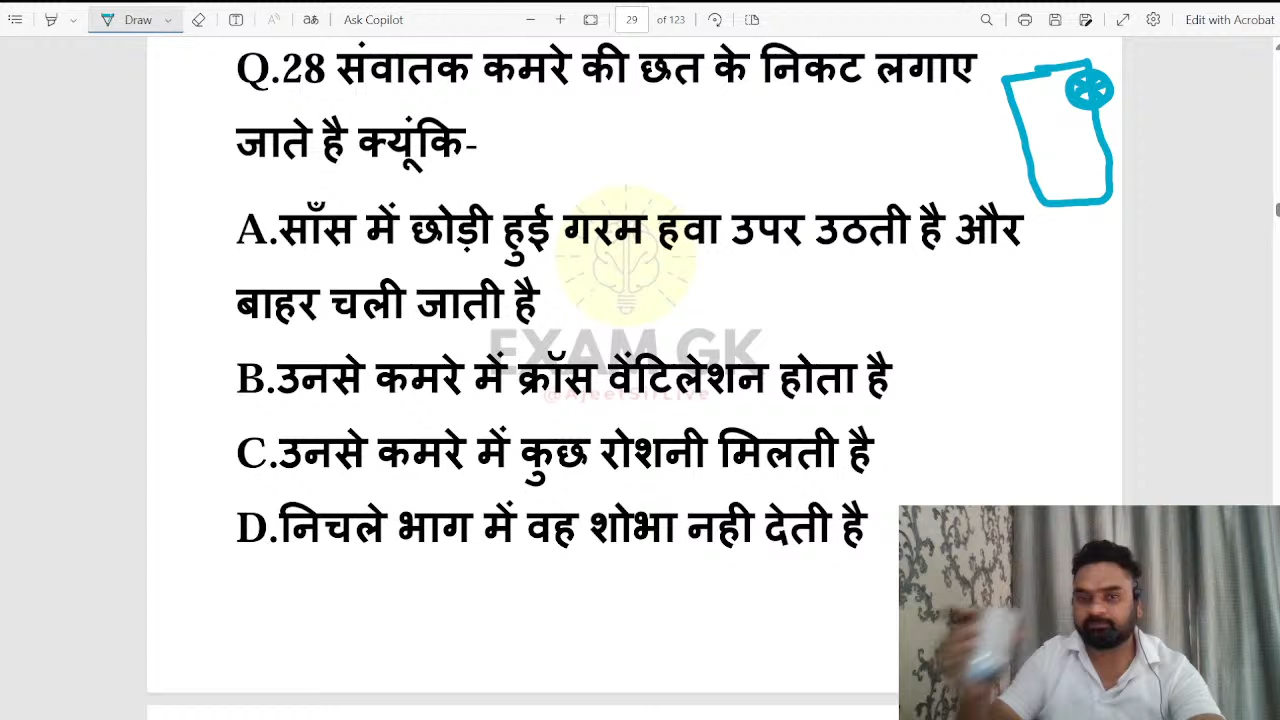 Draw
Ask Copilot
29 of 123
Edit with Acrobat
Q.28 संवातक कमरे की छत के निकट लगाए
जाते है क्यूंकि-
A.साँस में छोड़ी हुई गरम हवा उपर उठती है और
बाहर चली जाती है
EXAM GK
B.उनसे कमरे में क्रॉस वेंटिलेशन होता है
@AjeetSirLive
C.उनसे कमरे में कुछ रोशनी मिलती है
D.निचले भाग में वह शोभा नही देती है